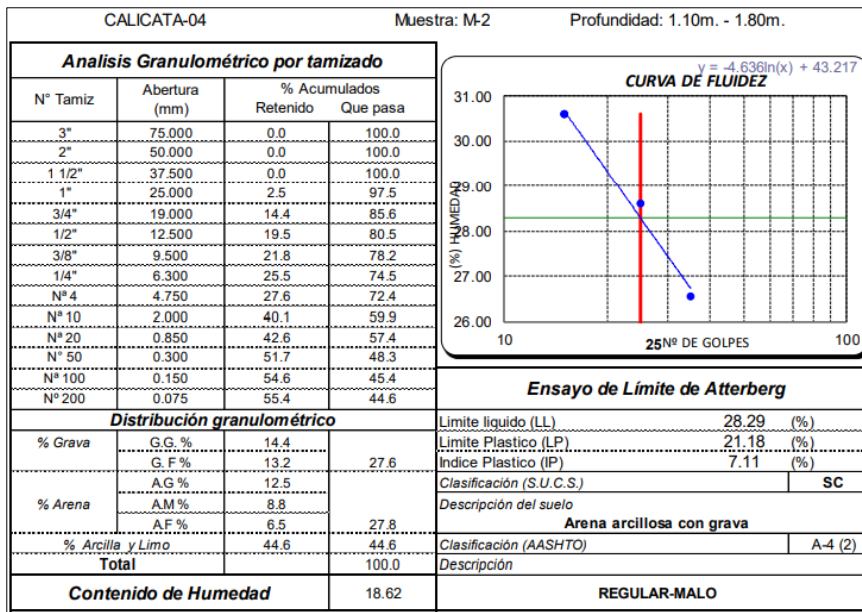 CALICATA-04 Muestra: M-2 Profundidad: 1.10m. - 1.80m.
Analisis Granulométrico por tamizado
N° Tamiz Abertura (mm) % Acumulados
Retenido Que pasa
3" 75.000 0.0 100.0
2" 50.000 0.0 100.0
1 1/2" 37.500 0.0 100.0
1" 25.000 2.5 97.5
3/4" 19.000 14.4 85.6
1/2" 12.500 19.5 80.5
3/8" 9.500 21.8 78.2
1/4" 6.300 25.5 74.5
Nª 4 4.750 27.6 72.4
Nª 10 2.000 40.1 59.9
Nª 20 0.850 42.6 57.4
N° 50 0.300 51.7 48.3
Nª 100 0.150 54.6 45.4
Nº 200 0.075 55.4 44.6
Distribución granulométrico
% Grava G.G. % 14.4
G. F % 13.2 27.6
A.G % 12.5
% Arena A.M % 8.8
A.F % 6.5 27.8
% Arcilla y Limo 44.6 44.6
Total 100.0
Contenido de Humedad 18.62
y = -4.636ln(x) + 43.217
CURVA DE FLUIDEZ
31.00
30.00
29.00
28.00
27.00
26.00
(%) HUMEDAD
10 100
25 Nº DE GOLPES
Ensayo de Límite de Atterberg
Limite liquido (LL) 28.29 (%)
Limite Plastico (LP) 21.18 (%)
Indice Plastico (IP) 7.11 (%)
Clasificación (S.U.C.S.) SC
Descripción del suelo
Arena arcillosa con grava
Clasificación (AASHTO) A-4 (2)
Descripción
REGULAR-MALO